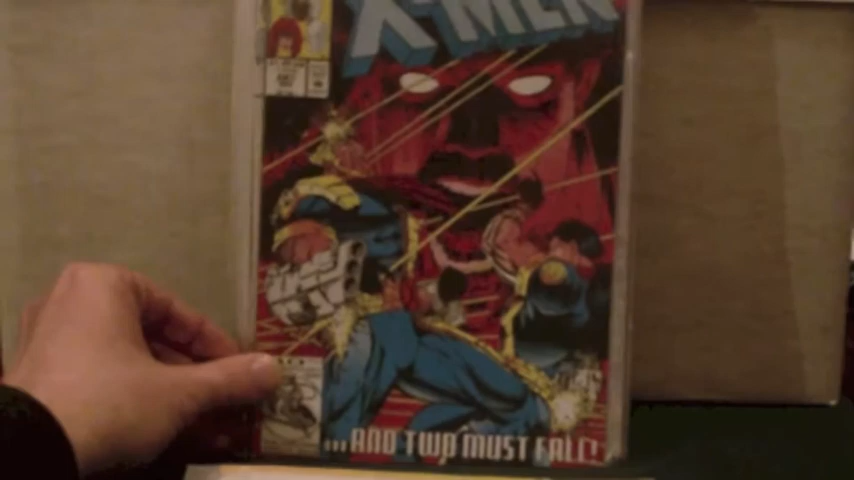 X-MEN
...AND TWO MUST FALL!